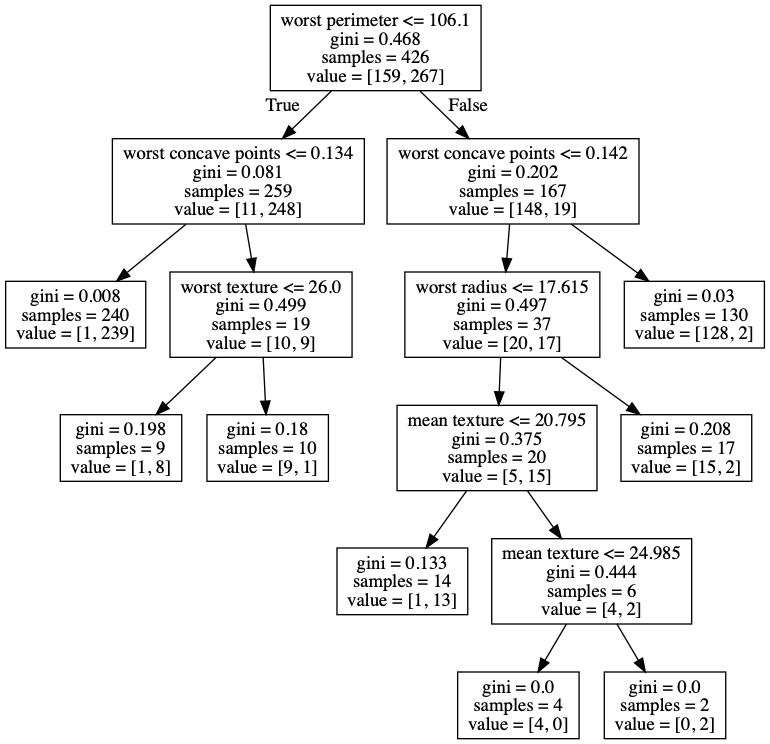 worst perimeter <= 106.1
gini = 0.468
samples = 426
value = [159, 267]
True
False
worst concave points <= 0.134
gini = 0.081
samples = 259
value = [11, 248]
worst concave points <= 0.142
gini = 0.202
samples = 167
value = [148, 19]
gini = 0.008
samples = 240
value = [1, 239]
worst texture <= 26.0
gini = 0.499
samples = 19
value = [10, 9]
worst radius <= 17.615
gini = 0.497
samples = 37
value = [20, 17]
gini = 0.03
samples = 130
value = [128, 2]
gini = 0.198
samples = 9
value = [1, 8]
gini = 0.18
samples = 10
value = [9, 1]
mean texture <= 20.795
gini = 0.375
samples = 20
value = [5, 15]
gini = 0.208
samples = 17
value = [15, 2]
gini = 0.133
samples = 14
value = [1, 13]
mean texture <= 24.985
gini = 0.444
samples = 6
value = [4, 2]
gini = 0.0
samples = 4
value = [4, 0]
gini = 0.0
samples = 2
value = [0, 2]